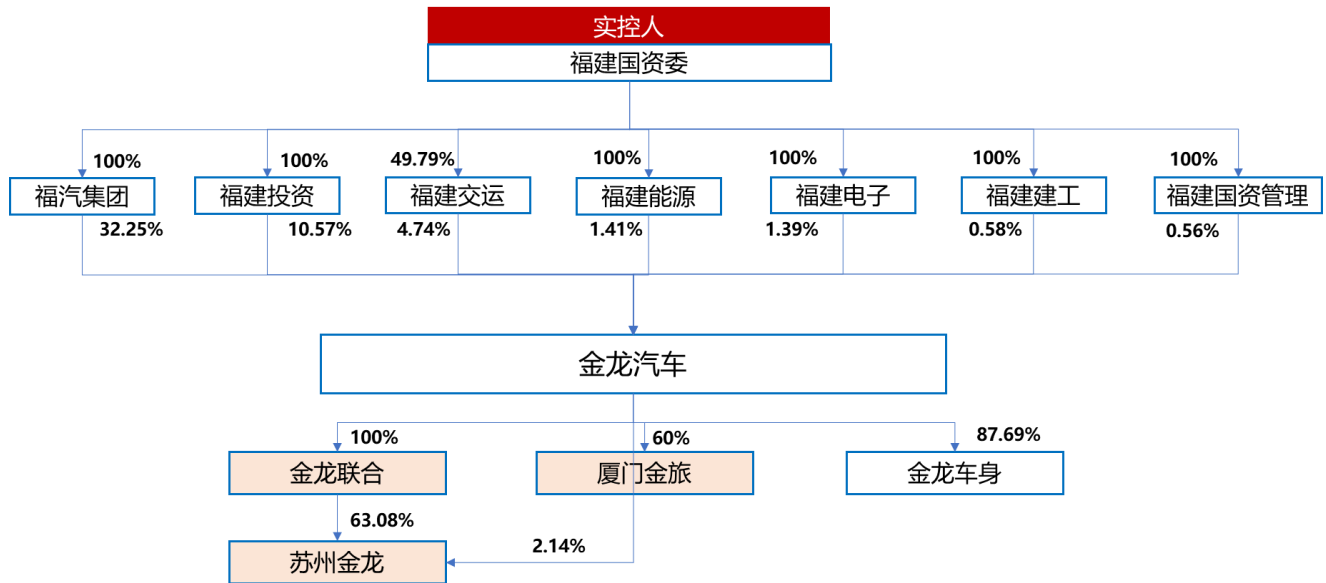 实控人
福建国资委
100%
100%
49.79%
100%
100%
100%
100%
福汽集团
福建投资
福建交运
福建能源
福建电子
福建建工
福建国资管理
32.25%
10.57%
4.74%
1.41%
1.39%
0.58%
0.56%
金龙汽车
100%
60%
87.69%
金龙联合
厦门金旅
金龙车身
63.08%
2.14%
苏州金龙